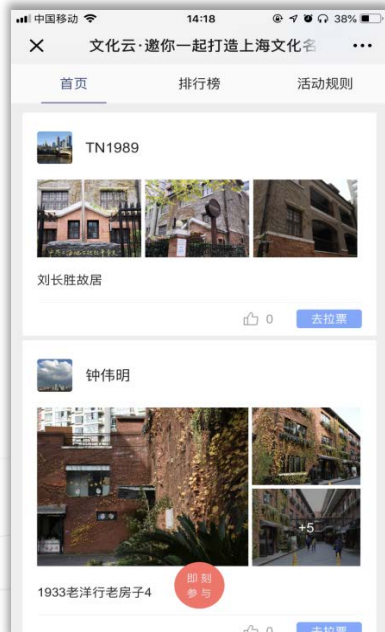 中国移动 14:18 38%
文化云·邀你一起打造上海文化名
首页 排行榜 活动规则
TN1989
刘长胜故居
0 去拉票
钟伟明
+5
即刻
参与
1933老洋行老房子4
0 去拉票